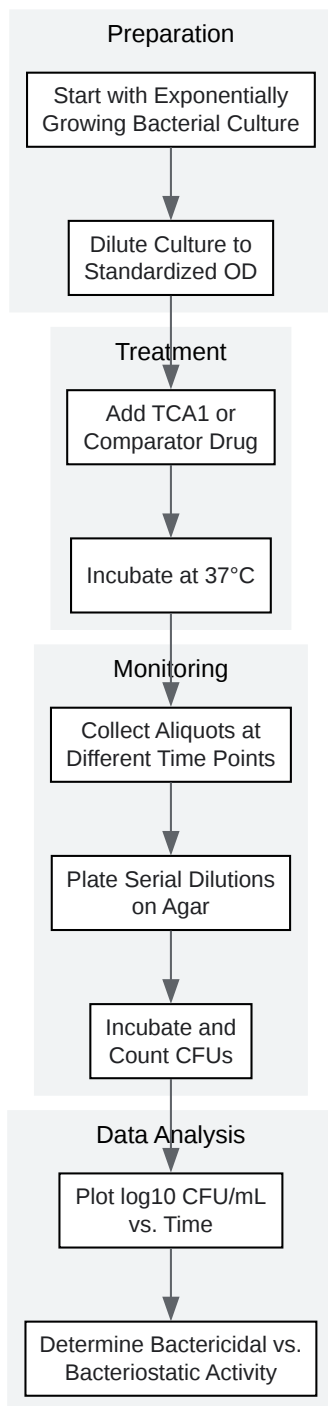 Preparation
Start with Exponentially
Growing Bacterial Culture
Dilute Culture to
Standardized OD
Treatment
Add TCA1 or
Comparator Drug
Incubate at 37°C
Monitoring
Collect Aliquots at
Different Time Points
Plate Serial Dilutions
on Agar
Incubate and
Count CFUs
Data Analysis
Plot log10 CFU/mL
vs. Time
Determine Bactericidal vs.
Bacteriostatic Activity